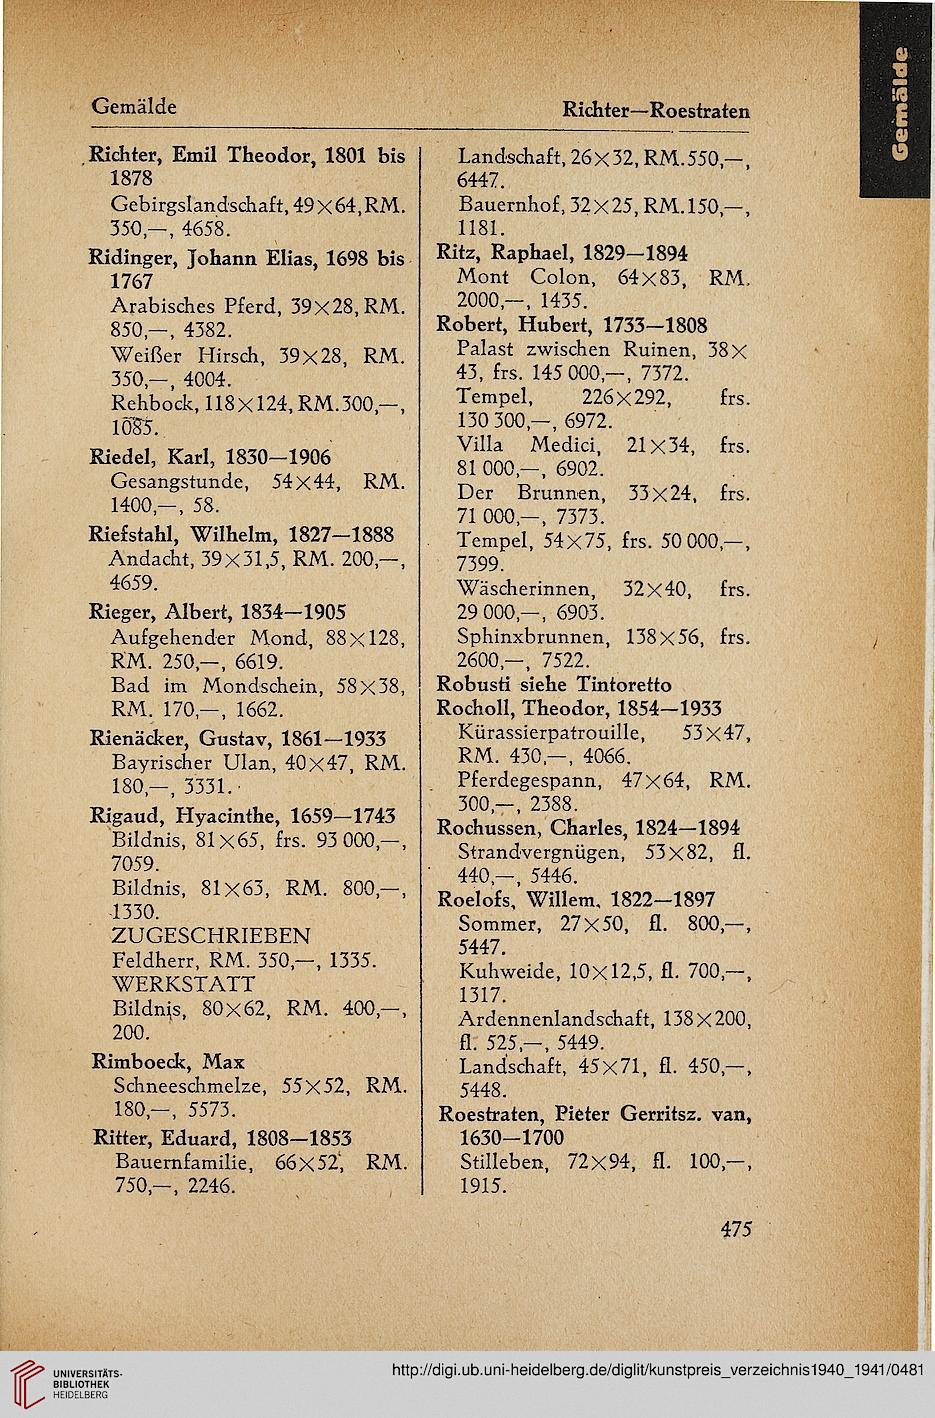 Gemälde
Richter—Roestraten
Gemälde
Richter, Emil Theodor, 1801 bis
1878
Gebirgslandschaft, 49×64, RM.
350,—, 4658.
Ridinger, Johann Elias, 1698 bis
1767
Arabisches Pferd, 39×28, RM.
850,—, 4382.
Weißer Hirsch, 39×28, RM.
350,—, 4004.
Rehbock, 118×124, RM. 300,—,
1085.
Riedel, Karl, 1830—1906
Gesangstunde, 54×44, RM.
1400,—, 58.
Riefstahl, Wilhelm, 1827—1888
Andacht, 39×31,5, RM. 200,—,
4659.
Rieger, Albert, 1834—1905
Aufgehender Mond, 88×128,
RM. 250,—, 6619.
Bad im Mondschein, 58×38,
RM. 170,—, 1662.
Rienäcker, Gustav, 1861—1933
Bayrischer Ulan, 40×47, RM.
180,—, 3331.
Rigaud, Hyacinthe, 1659—1743
Bildnis, 81×65, frs. 93 000,—,
7059.
Bildnis, 81×63, RM. 800,—,
1330.
ZUGESCHRIEBEN
Feldherr, RM. 350,—, 1335.
WERKSTATT
Bildnis, 80×62, RM. 400,—,
200.
Rimboeck, Max
Schneeschmelze, 55×52, RM.
180,—, 5573.
Ritter, Eduard, 1808—1853
Bauernfamilie, 66×52, RM.
750,—, 2246.
Landschaft, 26×32, RM. 550,—,
6447.
Bauernhof, 32×25, RM. 150,—,
1181.
Ritz, Raphael, 1829—1894
Mont Colon, 64×83, RM.
2000,—, 1435.
Robert, Hubert, 1733—1808
Palast zwischen Ruinen, 38×
43, frs. 145 000,—, 7372.
Tempel, 226×292, frs.
130 300,—, 6972.
Villa Medici, 21×34, frs.
81 000,—, 6902.
Der Brunnen, 33×24, frs.
71 000,—, 7373.
Tempel, 54×75, frs. 50 000,—,
7399.
Wäscherinnen, 32×40, frs.
29 000,—, 6903.
Sphinxbrunnen, 138×56, frs.
2600,—, 7522.
Robusti siehe Tintoretto
Rocholl, Theodor, 1854—1933
Kürassierpatrouille, 53×47,
RM. 430,—, 4066.
Pferdegespann, 47×64, RM.
300,—, 2388.
Rochussen, Charles, 1824—1894
Strandvergnügen, 53×82, fl.
440,—, 5446.
Roelofs, Willem, 1822—1897
Sommer, 27×50, fl. 800,—,
5447.
Kuhweide, 10×12,5, fl. 700,—,
1317.
Ardennenlandschaft, 138×200,
fl. 525,—, 5449.
Landschaft, 45×71, fl. 450,—,
5448.
Roestraten, Pieter Gerritsz. van,
1630—1700
Stilleben, 72×94, fl. 100,—,
1915.
475
UNIVERSITÄTS-
BIBLIOTHEK
HEIDELBERG
http://digi.ub.uni-heidelberg.de/diglit/kunstpreis_verzeichnis1940_1941/0481